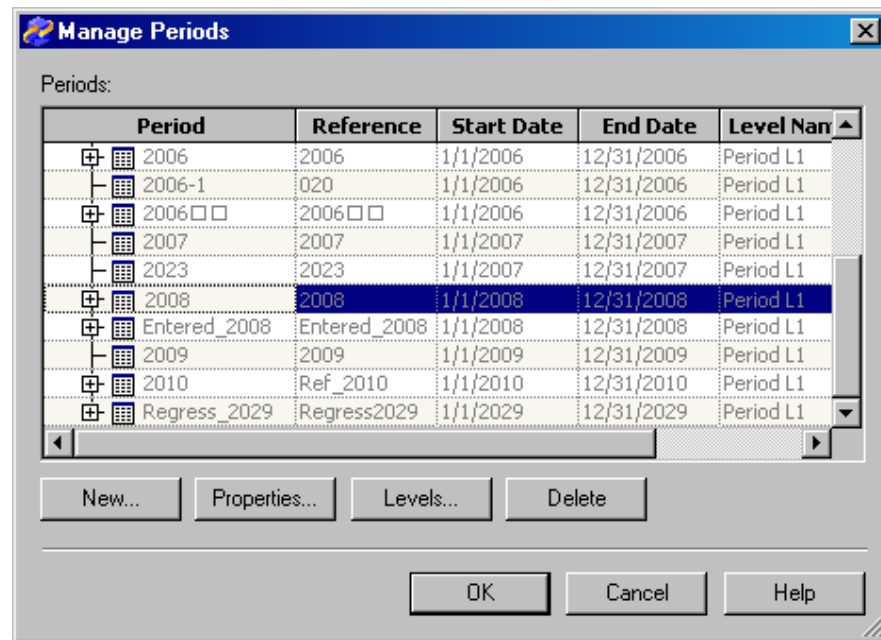 Manage Periods
Periods:
Period Reference Start Date End Date Level Nam
2006 2006 1/1/2006 12/31/2006 Period L1
2006-1 020 1/1/2006 12/31/2006 Period L1
2006□□ 2006□□ 1/1/2006 12/31/2006 Period L1
2007 2007 1/1/2007 12/31/2007 Period L1
2023 2023 1/1/2007 12/31/2007 Period L1
2008 2008 1/1/2008 12/31/2008 Period L1
Entered_2008 Entered_2008 1/1/2008 12/31/2008 Period L1
2009 2009 1/1/2009 12/31/2009 Period L1
2010 Ref_2010 1/1/2010 12/31/2010 Period L1
Regress_2029 Regress2029 1/1/2029 12/31/2029 Period L1
New... Properties... Levels... Delete
OK Cancel Help